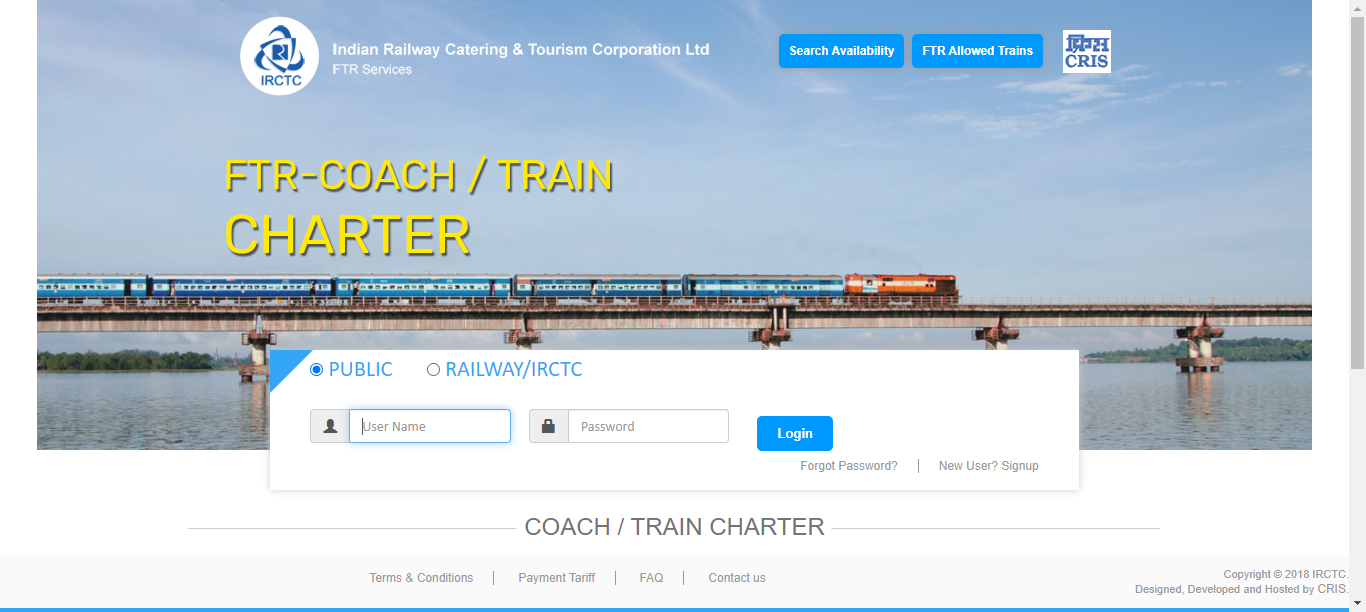 IRCTC
Indian Railway Catering & Tourism Corporation Ltd
FTR Services
Search Availability
FTR Allowed Trains
क्रिस
CRIS
FTR-COACH / TRAIN
CHARTER
PUBLIC
RAILWAY/IRCTC
User Name
Password
Login
Forgot Password?
New User? Signup
COACH / TRAIN CHARTER
Terms & Conditions
Payment Tariff
FAQ
Contact us
Copyright © 2018 IRCTC.
Designed, Developed and Hosted by CRIS.